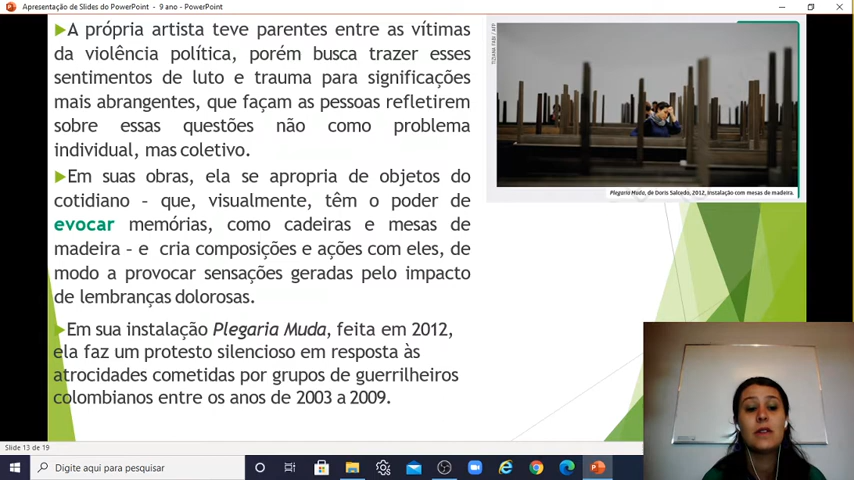 Apresentação de Slides do PowerPoint - 9 ano - PowerPoint
A própria artista teve parentes entre as vítimas
da violência política, porém busca trazer esses
sentimentos de luto e trauma para significações
mais abrangentes, que façam as pessoas refletirem
sobre essas questões não como problema
individual, mas coletivo.
Em suas obras, ela se apropria de objetos do
cotidiano – que, visualmente, têm o poder de
evocar memórias, como cadeiras e mesas de
madeira – e cria composições e ações com eles, de
modo a provocar sensações geradas pelo impacto
de lembranças dolorosas.
Em sua instalação Plegaria Muda, feita em 2012,
ela faz um protesto silencioso em resposta às
atrocidades cometidas por grupos de guerrilheiros
colombianos entre os anos de 2003 a 2009.
TIZIANA FABI / AFP
Plegaria Muda, de Doris Salcedo, 2012, Instalação com mesas de madeira.
Slide 13 de 19
Digite aqui para pesquisar